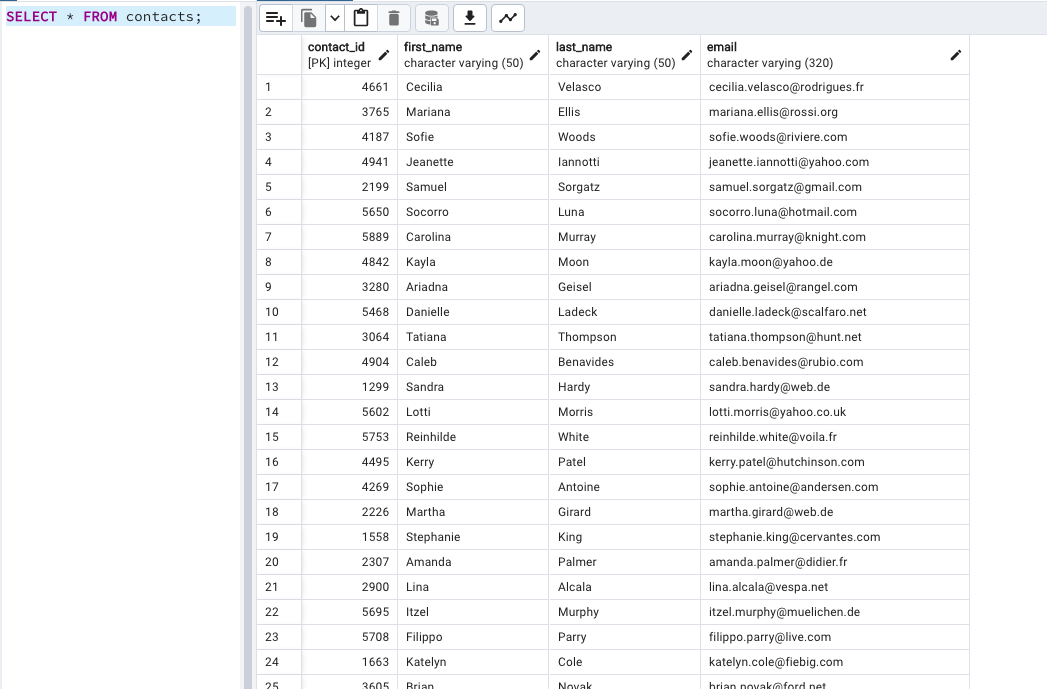 SELECT * FROM contacts;
contact_id first_name last_name email
[PK] integer character varying (50) character varying (50) character varying (320)
1 4661 Cecilia Velasco cecilia.velasco@rodrigues.fr
2 3765 Mariana Ellis mariana.ellis@rossi.org
3 4187 Sofie Woods sofie.woods@riviere.com
4 4941 Jeanette Iannotti jeanette.iannotti@yahoo.com
5 2199 Samuel Sorgatz samuel.sorgatz@gmail.com
6 5650 Socorro Luna socorro.luna@hotmail.com
7 5889 Carolina Murray carolina.murray@knight.com
8 4842 Kayla Moon kayla.moon@yahoo.de
9 3280 Ariadna Geisel ariadna.geisel@rangel.com
10 5468 Danielle Ladeck danielle.ladeck@scalfaro.net
11 3064 Tatiana Thompson tatiana.thompson@hunt.net
12 4904 Caleb Benavides caleb.benavides@rubio.com
13 1299 Sandra Hardy sandra.hardy@web.de
14 5602 Lotti Morris lotti.morris@yahoo.co.uk
15 5753 Reinhilde White reinhilde.white@voila.fr
16 4495 Kerry Patel kerry.patel@hutchinson.com
17 4269 Sophie Antoine sophie.antoine@andersen.com
18 2226 Martha Girard martha.girard@web.de
19 1558 Stephanie King stephanie.king@cervantes.com
20 2307 Amanda Palmer amanda.palmer@didier.fr
21 2900 Lina Alcala lina.alcala@vespa.net
22 5695 Itzel Murphy itzel.murphy@muelichen.de
23 5708 Filippo Parry filippo.parry@live.com
24 1663 Katelyn Cole katelyn.cole@fiebig.com
25 3605 Brian Novak brian.novak@ford.net